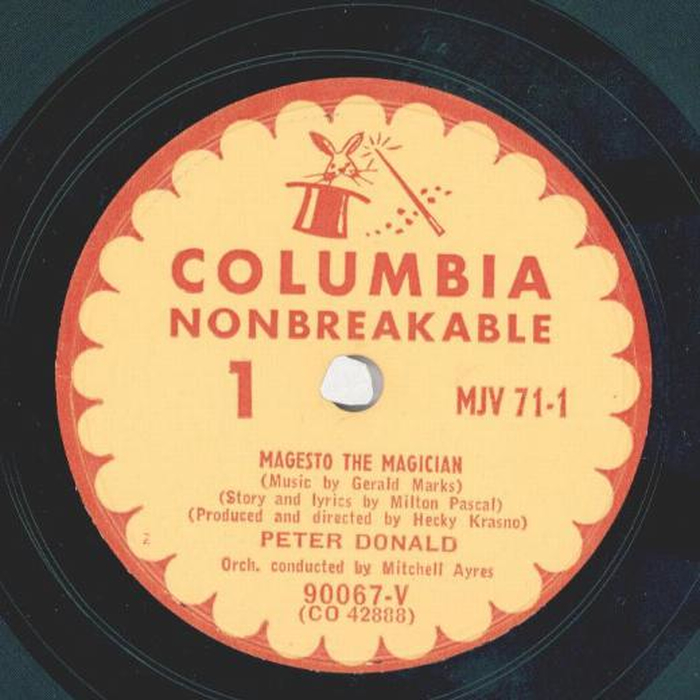 COLUMBIA
NONBREAKABLE
1 MJV 71-1
MAGESTO THE MAGICIAN
(Music by Gerald Marks)
(Story and lyrics by Milton Pascal)
(Produced and directed by Hecky Krasno)
PETER DONALD
Orch. conducted by Mitchell Ayres
90067-V
(CO 42888)
2